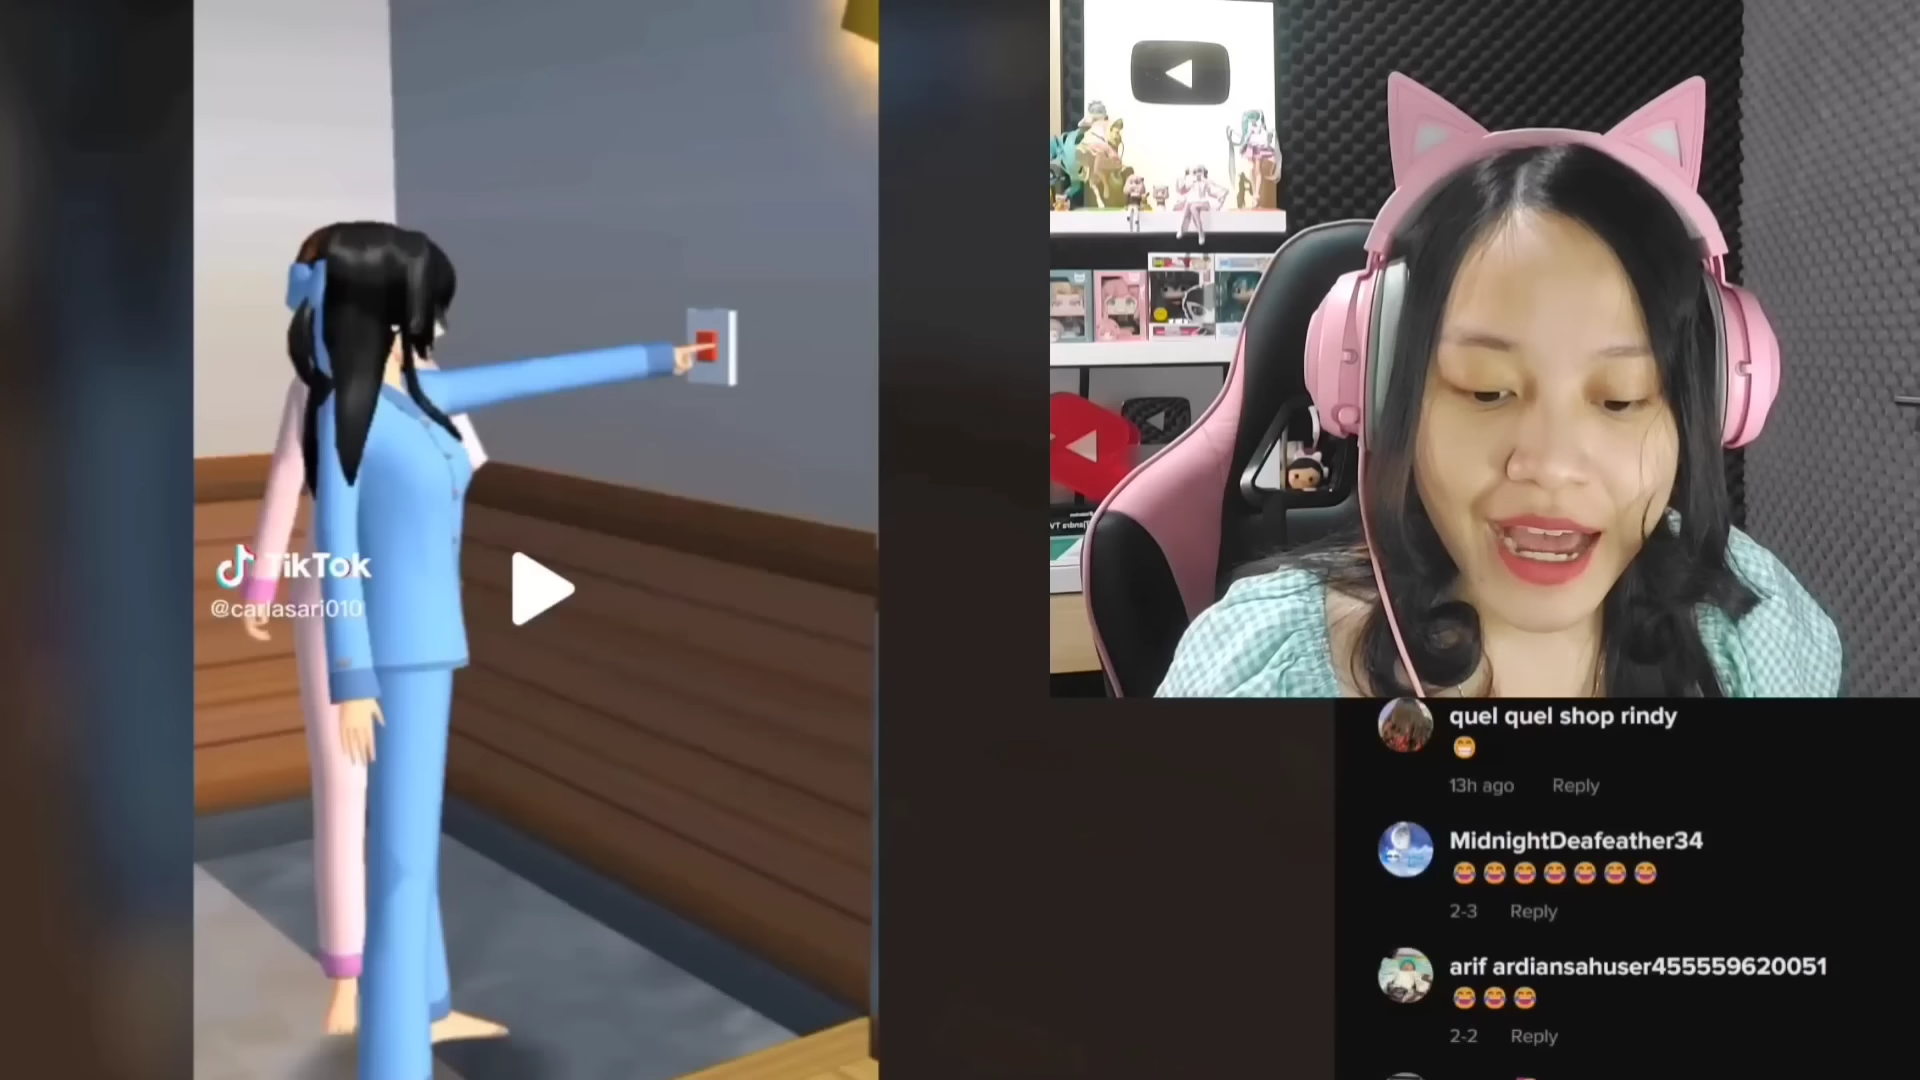 TikTok
@carlasari010
quel quel shop rindy
13h ago Reply
MidnightDeafeather34
2-3 Reply
arif ardiansahuser455559620051
2-2 Reply